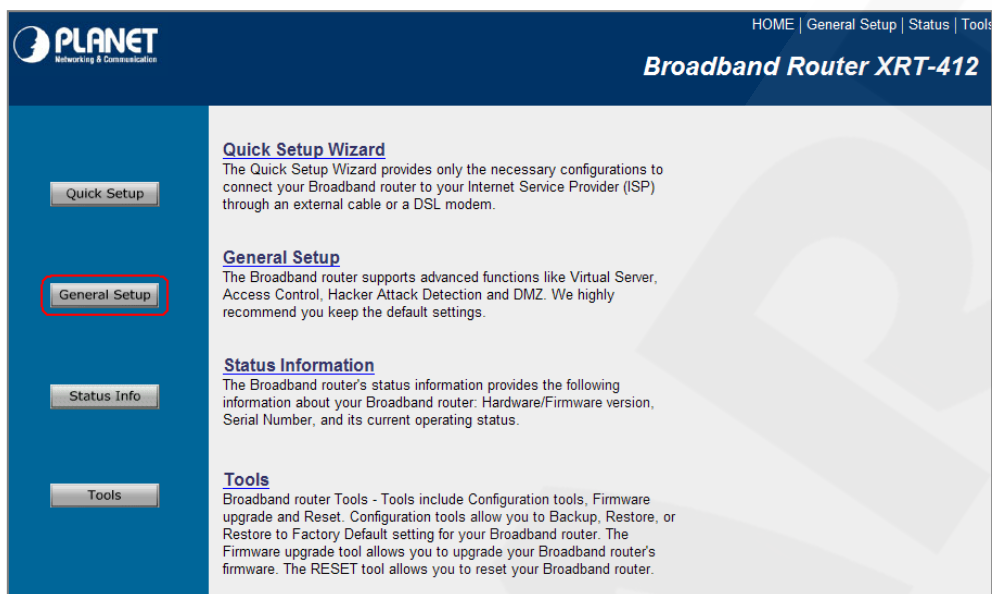 PLANET
Networking & Communication
HOME | General Setup | Status | Tools
Broadband Router XRT-412
Quick Setup
General Setup
Status Info
Tools
Quick Setup Wizard
The Quick Setup Wizard provides only the necessary configurations to
connect your Broadband router to your Internet Service Provider (ISP)
through an external cable or a DSL modem.
General Setup
The Broadband router supports advanced functions like Virtual Server,
Access Control, Hacker Attack Detection and DMZ. We highly
recommend you keep the default settings.
Status Information
The Broadband router's status information provides the following
information about your Broadband router: Hardware/Firmware version,
Serial Number, and its current operating status.
Tools
Broadband router Tools - Tools include Configuration tools, Firmware
upgrade and Reset. Configuration tools allow you to Backup, Restore, or
Restore to Factory Default setting for your Broadband router. The
Firmware upgrade tool allows you to upgrade your Broadband router's
firmware. The RESET tool allows you to reset your Broadband router.